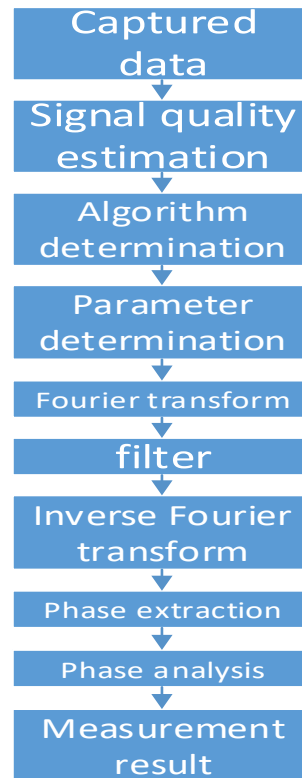 Captured
data
Signal quality
estimation
Algorithm
determination
Parameter
determination
Fourier transform
filter
Inverse Fourier
transform
Phase extraction
Phase analysis
Measurement
result